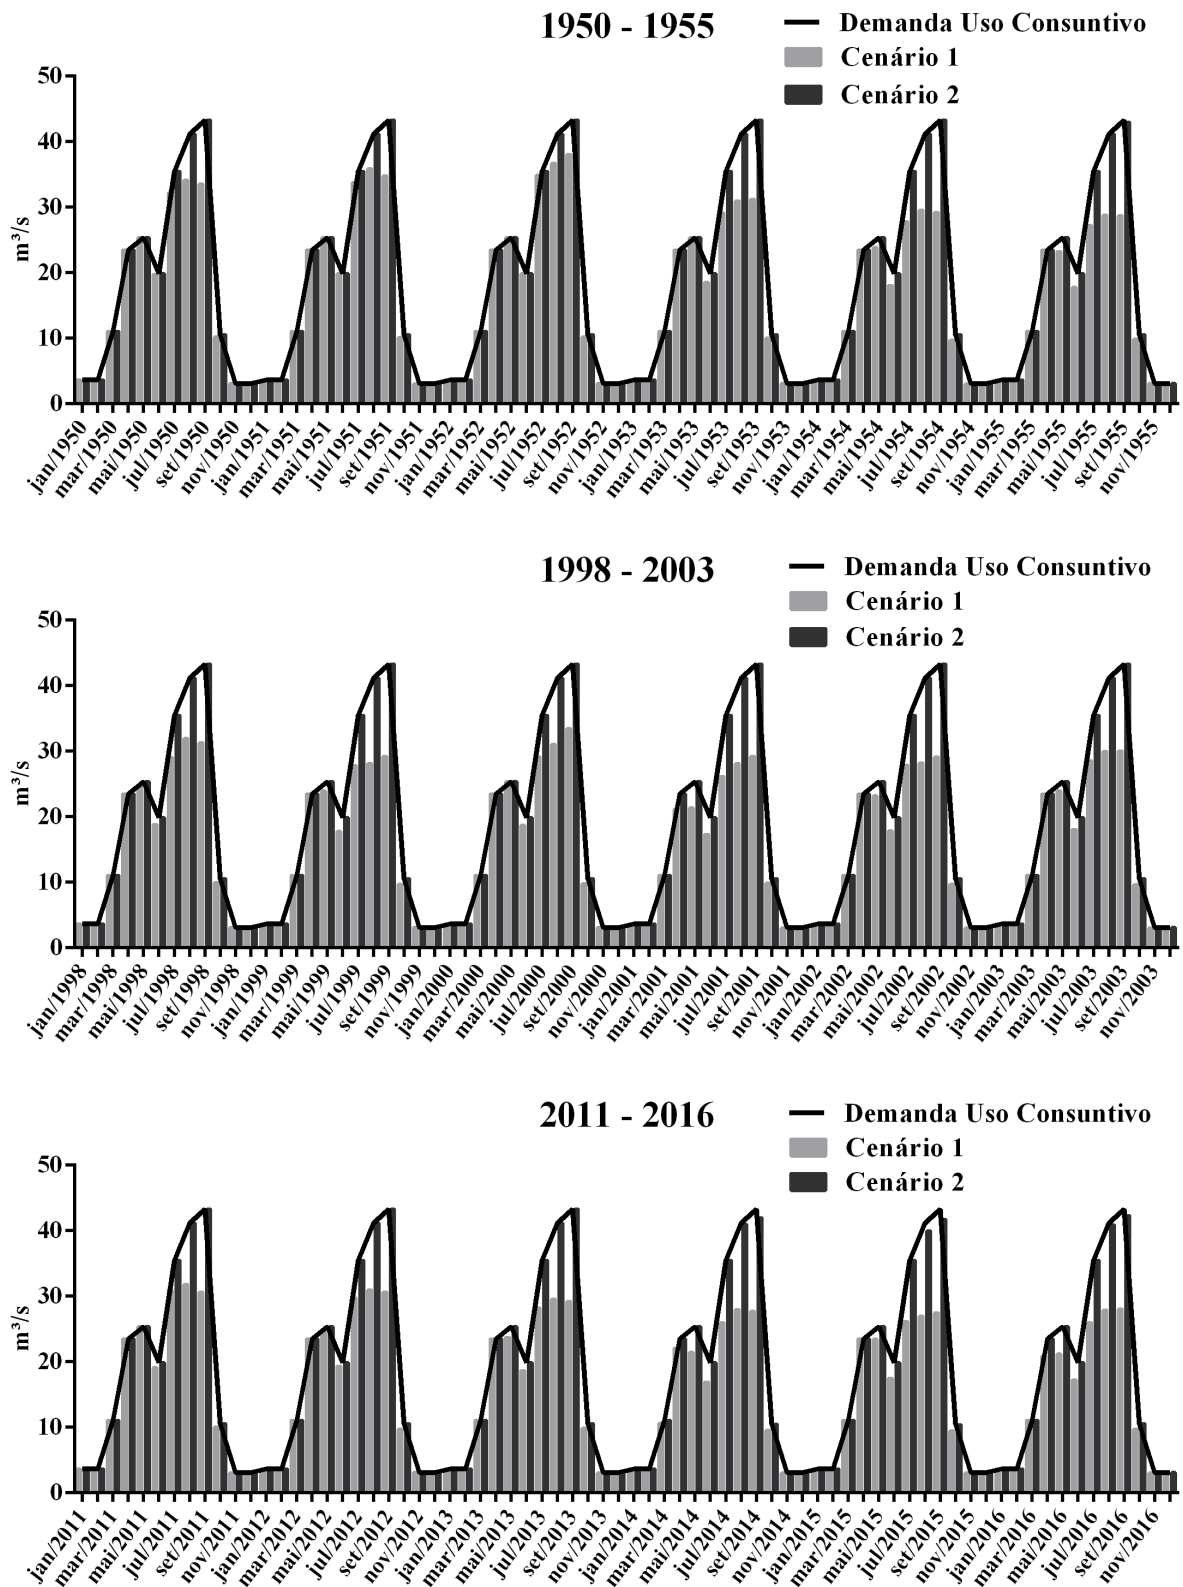 1950 - 1955
Demanda Uso Consuntivo
Cenário 1
Cenário 2
m³/s
50
40
30
20
10
0
jan/1950
mar/1950
mai/1950
jul/1950
set/1950
nov/1950
jan/1951
mar/1951
mai/1951
jul/1951
set/1951
nov/1951
jan/1952
mar/1952
mai/1952
jul/1952
set/1952
nov/1952
jan/1953
mar/1953
mai/1953
jul/1953
set/1953
nov/1953
jan/1954
mar/1954
mai/1954
jul/1954
set/1954
nov/1954
jan/1955
mar/1955
mai/1955
jul/1955
set/1955
nov/1955
1998 - 2003
Demanda Uso Consuntivo
Cenário 1
Cenário 2
m³/s
50
40
30
20
10
0
jan/1998
mar/1998
mai/1998
jul/1998
set/1998
nov/1998
jan/1999
mar/1999
mai/1999
jul/1999
set/1999
nov/1999
jan/2000
mar/2000
mai/2000
jul/2000
set/2000
nov/2000
jan/2001
mar/2001
mai/2001
jul/2001
set/2001
nov/2001
jan/2002
mar/2002
mai/2002
jul/2002
set/2002
nov/2002
jan/2003
mar/2003
mai/2003
jul/2003
set/2003
nov/2003
2011 - 2016
Demanda Uso Consuntivo
Cenário 1
Cenário 2
m³/s
50
40
30
20
10
0
jan/2011
mar/2011
mai/2011
jul/2011
set/2011
nov/2011
jan/2012
mar/2012
mai/2012
jul/2012
set/2012
nov/2012
jan/2013
mar/2013
mai/2013
jul/2013
set/2013
nov/2013
jan/2014
mar/2014
mai/2014
jul/2014
set/2014
nov/2014
jan/2015
mar/2015
mai/2015
jul/2015
set/2015
nov/2015
jan/2016
mar/2016
mai/2016
jul/2016
set/2016
nov/2016